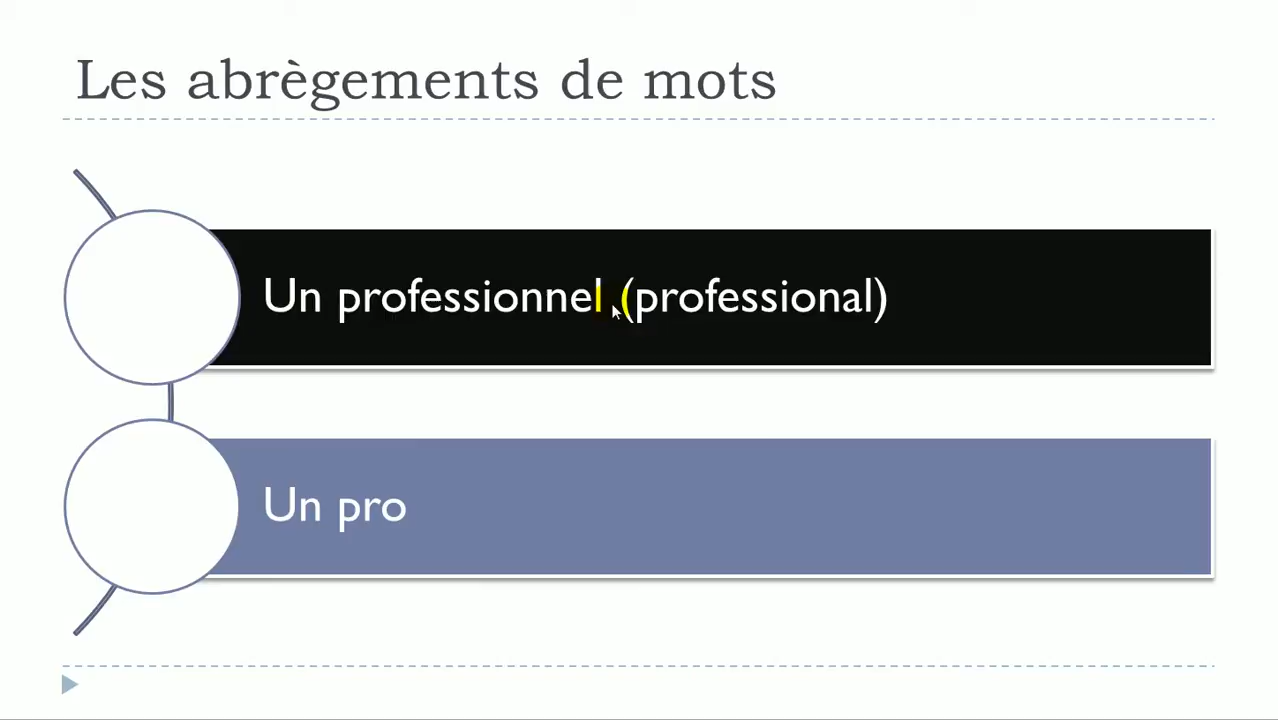 Les abrègements de mots
Un professionnel (professional)
Un pro